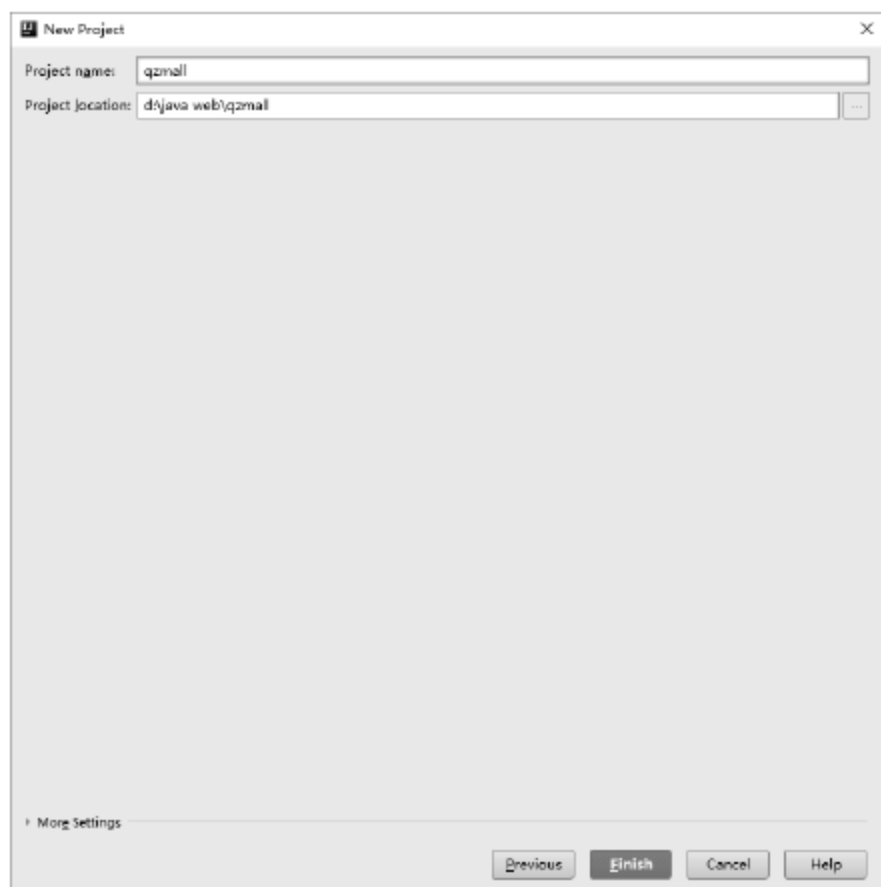 New Project
Project name: qzmall
Project location: d:\java web\qzmall
...
More Settings
Previous Finish Cancel Help